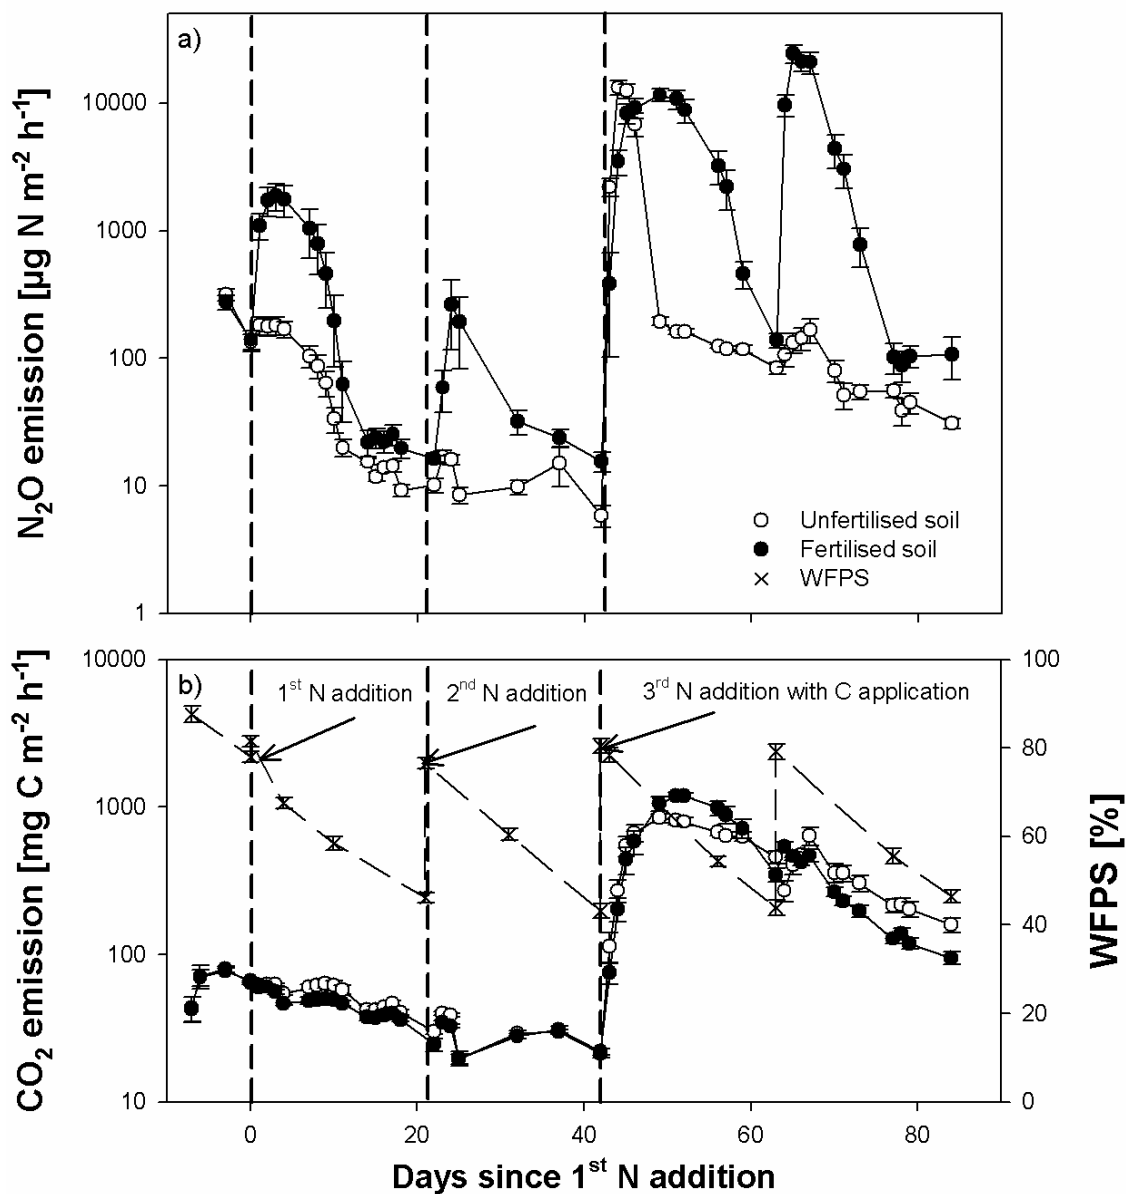 a)
10000
1000
100
10
1
N₂O emission [µg N m⁻² h⁻¹]
Unfertilised soil
Fertilised soil
WFPS
b)
1ˢᵗ N addition
2ⁿᵈ N addition
3ʳᵈ N addition with C application
10000
1000
100
10
CO₂ emission [mg C m⁻² h⁻¹]
100
80
60
40
20
0
WFPS [%]
0 20 40 60 80
Days since 1ˢᵗ N addition